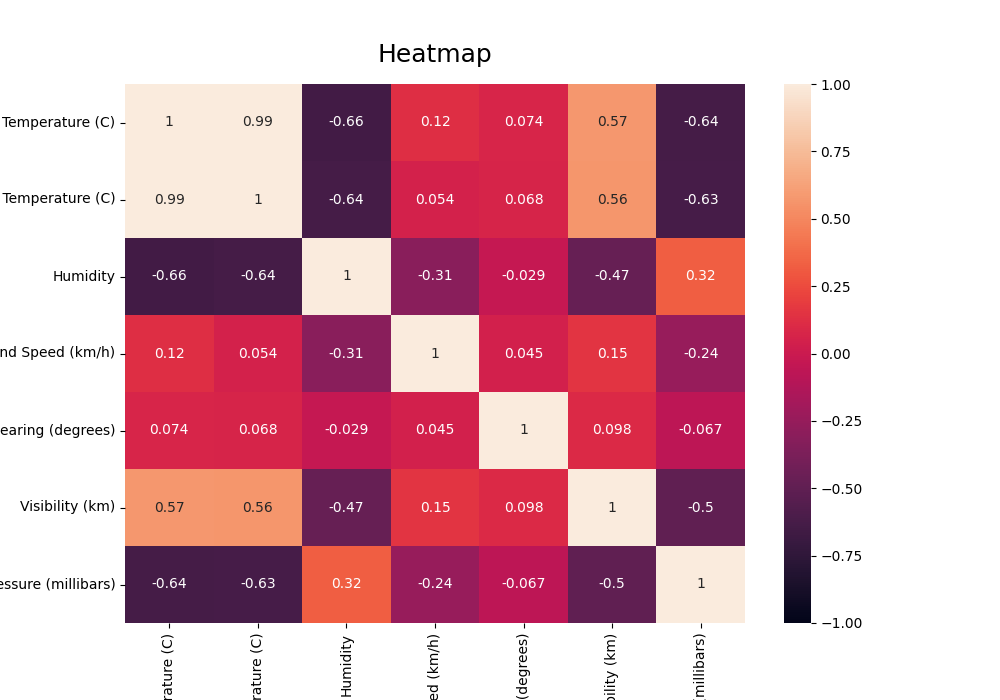 Heatmap
Temperature (C) 1 0.99 -0.66 0.12 0.074 0.57 -0.64
Temperature (C) 0.99 1 -0.64 0.054 0.068 0.56 -0.63
Humidity -0.66 -0.64 1 -0.31 -0.029 -0.47 0.32
nd Speed (km/h) 0.12 0.054 -0.31 1 0.045 0.15 -0.24
earing (degrees) 0.074 0.068 -0.029 0.045 1 0.098 -0.067
Visibility (km) 0.57 0.56 -0.47 0.15 0.098 1 -0.5
essure (millibars) -0.64 -0.63 0.32 -0.24 -0.067 -0.5 1
rature (C)
rature (C)
Humidity
ed (km/h)
(degrees)
bility (km)
millibars)
1.00
0.75
0.50
0.25
0.00
−0.25
−0.50
−0.75
−1.00